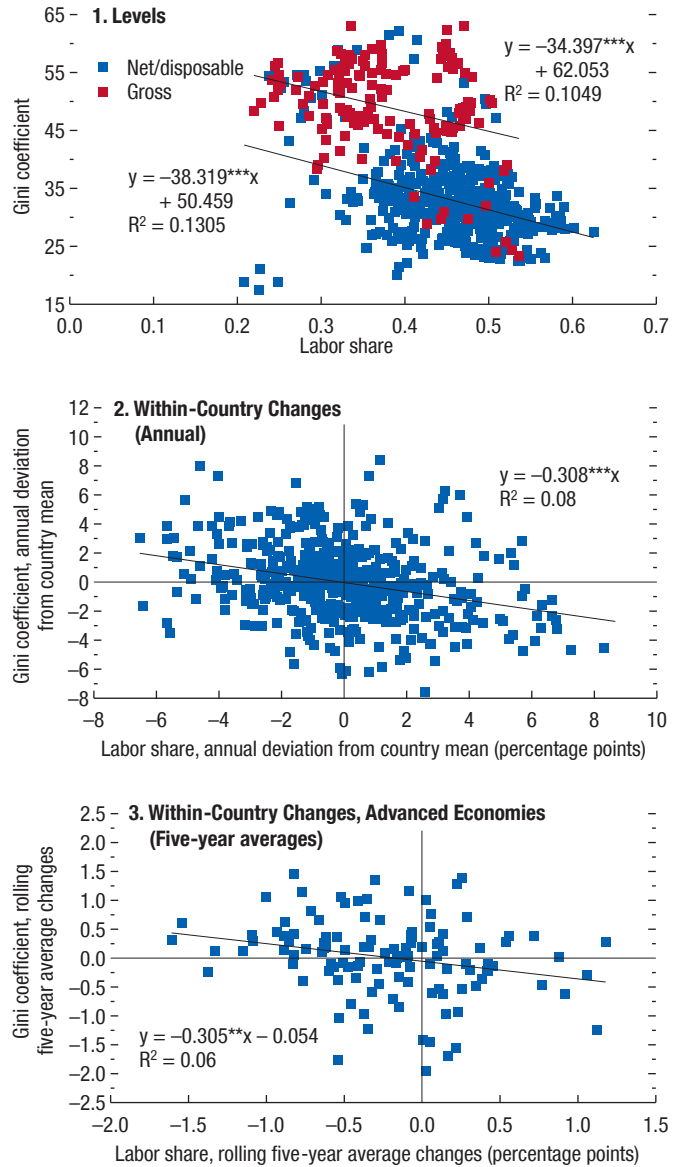 1. Levels
Net/disposable
Gross
y = –34.397***x
+ 62.053
R² = 0.1049
y = –38.319***x
+ 50.459
R² = 0.1305
Gini coefficient
65
55
45
35
25
15
0.0 0.1 0.2 0.3 0.4 0.5 0.6 0.7
Labor share
2. Within-Country Changes
(Annual)
y = –0.308***x
R² = 0.08
Gini coefficient, annual deviation
from country mean
12
10
8
6
4
2
0
–2
–4
–6
–8
–8 –6 –4 –2 0 2 4 6 8 10
Labor share, annual deviation from country mean (percentage points)
3. Within-Country Changes, Advanced Economies
(Five-year averages)
y = –0.305**x – 0.054
R² = 0.06
Gini coefficient, rolling
five-year average changes
2.5
2.0
1.5
1.0
0.5
0.0
–0.5
–1.0
–1.5
–2.0
–2.5
–2.0 –1.5 –1.0 –0.5 0.0 0.5 1.0 1.5
Labor share, rolling five-year average changes (percentage points)